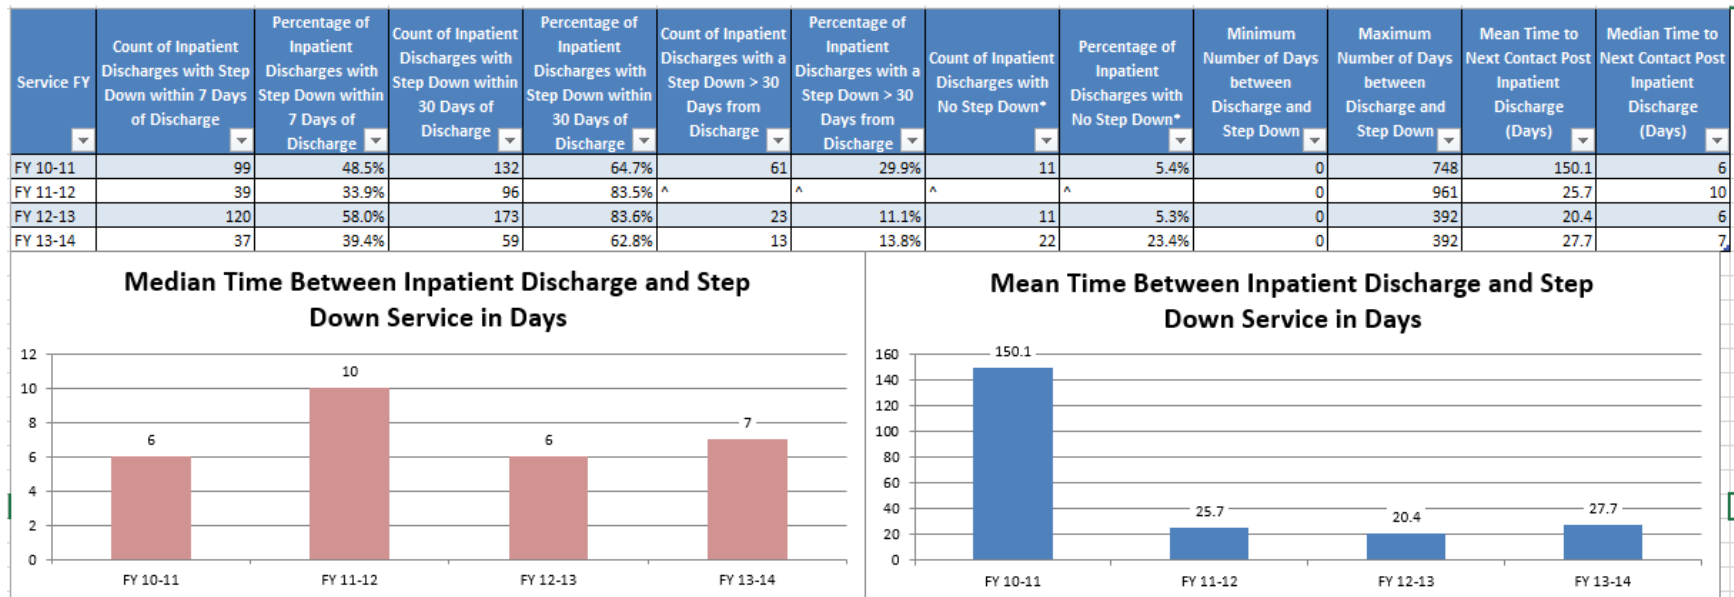 Service FY
Count of Inpatient
Discharges with Step
Down within 7 Days
of Discharge
Percentage of
Inpatient
Discharges with
Step Down within
7 Days of
Discharge
Count of Inpatient
Discharges with
Step Down within
30 Days of
Discharge
Percentage of
Inpatient
Discharges with
Step Down within
30 Days of
Discharge
Count of Inpatient
Discharges with a
Step Down > 30
Days from
Discharge
Percentage of
Inpatient
Discharges with a
Step Down > 30
Days from
Discharge
Count of Inpatient
Discharges with
No Step Down*
Percentage of
Inpatient
Discharges with
No Step Down*
Minimum
Number of Days
between
Discharge and
Step Down
Maximum
Number of Days
between
Discharge and
Step Down
Mean Time to
Next Contact Post
Inpatient
Discharge
(Days)
Median Time to
Next Contact Post
Inpatient
Discharge
(Days)
FY 10-11 99 48.5% 132 64.7% 61 29.9% 11 5.4% 0 748 150.1 6
FY 11-12 39 33.9% 96 83.5% ^ ^ ^ ^ 0 961 25.7 10
FY 12-13 120 58.0% 173 83.6% 23 11.1% 11 5.3% 0 392 20.4 6
FY 13-14 37 39.4% 59 62.8% 13 13.8% 22 23.4% 0 392 27.7 7
Median Time Between Inpatient Discharge and Step
Down Service in Days
12
10
8
6
4
2
0
6
10
6
7
FY 10-11 FY 11-12 FY 12-13 FY 13-14
Mean Time Between Inpatient Discharge and Step
Down Service in Days
160
140
120
100
80
60
40
20
0
150.1
25.7
20.4
27.7
FY 10-11 FY 11-12 FY 12-13 FY 13-14